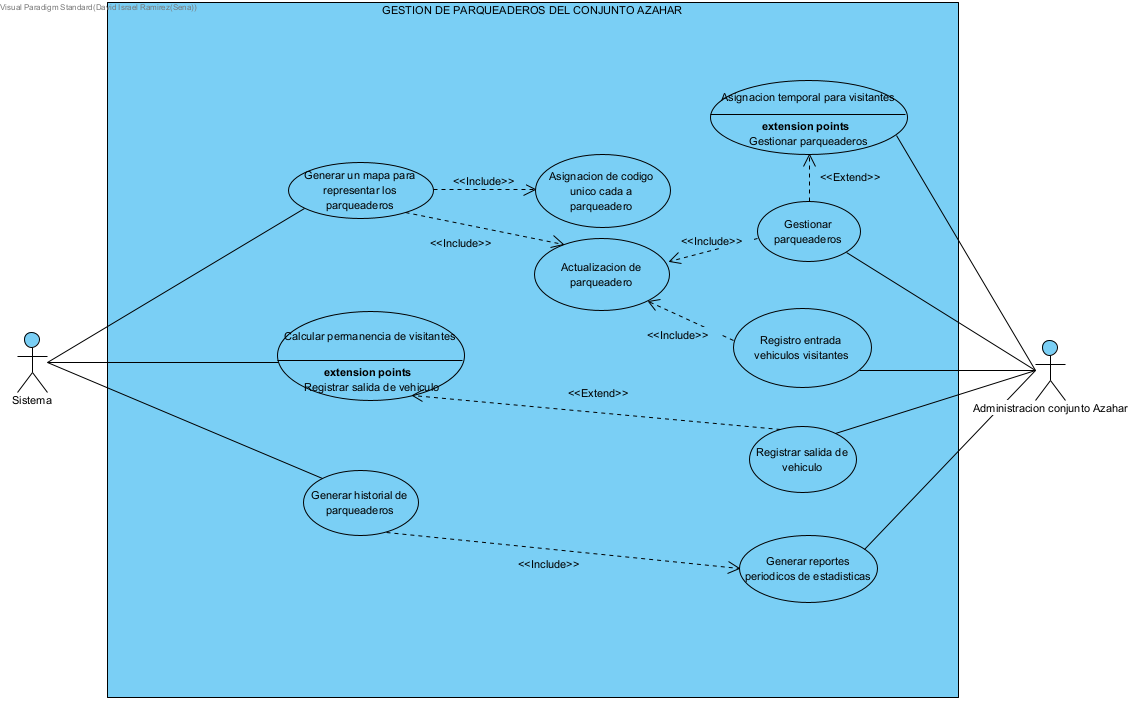 Visual Paradigm Standard(David Israel Ramirez(Sena))
GESTION DE PARQUEADEROS DEL CONJUNTO AZAHAR
Asignacion temporal para visitantes
extension points
Gestionar parqueaderos
<<Extend>>
Generar un mapa para
representar los
parqueaderos
<<Include>>
Asignacion de codigo
unico cada a
parqueadero
<<Include>>
Gestionar
parqueaderos
<<Include>>
Actualizacion de
parqueadero
<<Include>>
Registro entrada
vehiculos visitantes
Calcular permanencia de visitantes
extension points
Registrar salida de vehiculo
<<Extend>>
Sistema
Administracion conjunto Azahar
Registrar salida de
vehiculo
Generar historial de
parqueaderos
<<Include>>
Generar reportes
periodicos de estadisticas